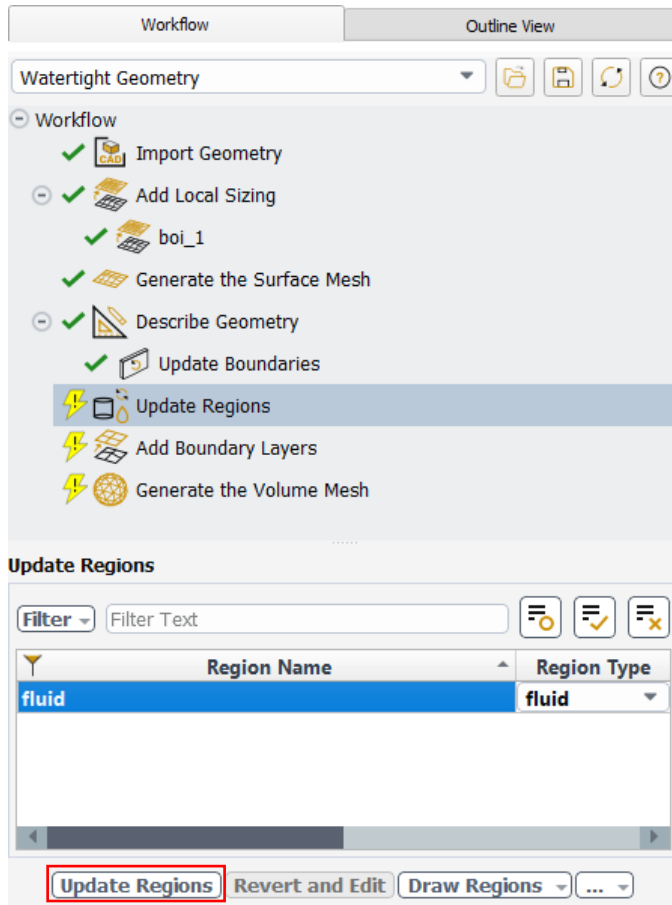 Workflow Outline View
Watertight Geometry
Workflow
CAD Import Geometry
Add Local Sizing
boi_1
Generate the Surface Mesh
Describe Geometry
Update Boundaries
Update Regions
Add Boundary Layers
Generate the Volume Mesh
Update Regions
Filter Filter Text
Region Name Region Type
fluid fluid
Update Regions Revert and Edit Draw Regions ...